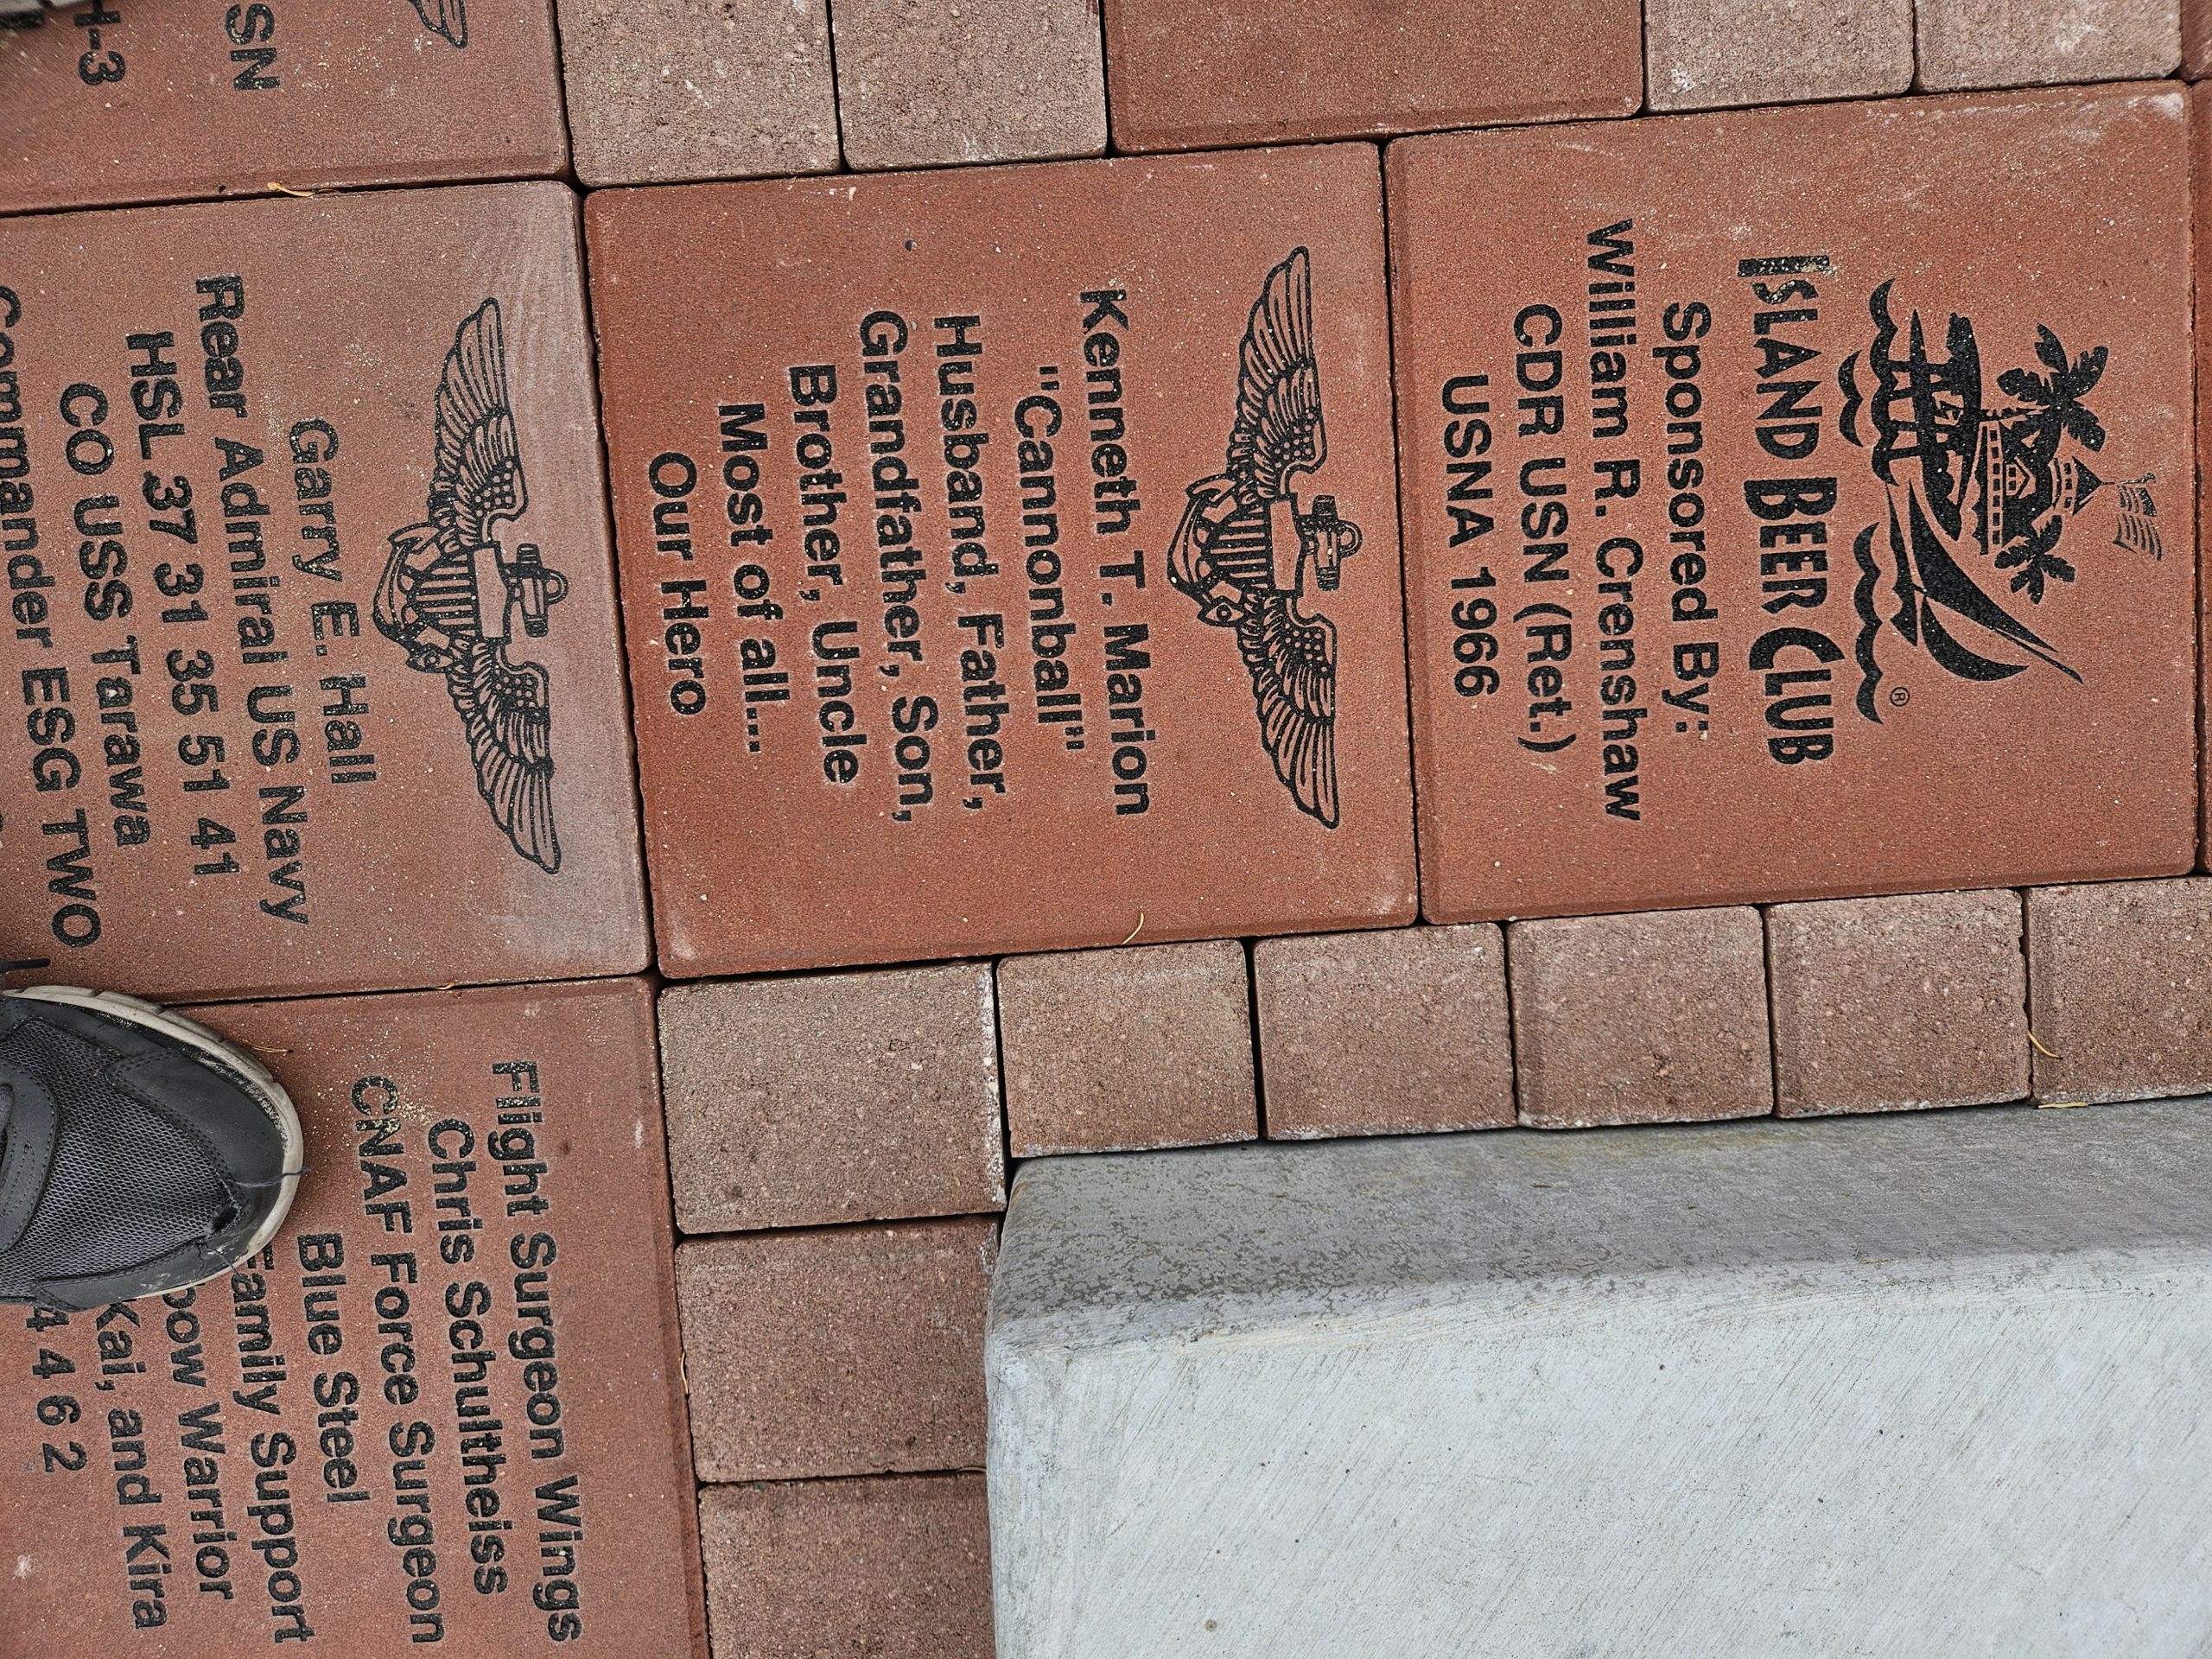 ISLAND BEER CLUB
®
Sponsored By:
William R. Crenshaw
CDR USN (Ret.)
USNA 1966
Kenneth T. Marion
"Cannonball"
Husband, Father,
Grandfather, Son,
Brother, Uncle
Most of all...
Our Hero
SN
H-3
Garry E. Hall
Rear Admiral US Navy
HSL 37 31 35 51 41
CO USS Tarawa
Commander ESG TWO
Flight Surgeon Wings
Chris Schultheiss
CNAF Force Surgeon
Blue Steel
Family Support
bow Warrior
Kai, and Kira
4 4 6 2